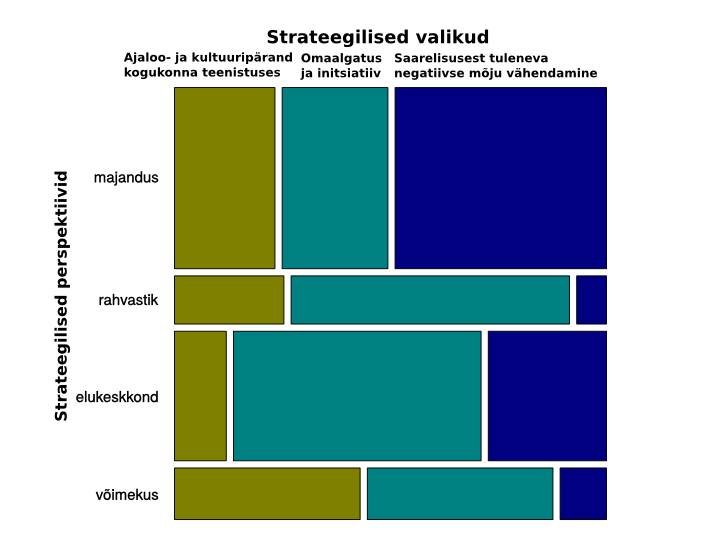 Strateegilised valikud
Ajaloo- ja kultuuripärand
kogukonna teenistuses
Omaalgatus
ja initsiatiiv
Saarelisusest tuleneva
negatiivse mõju vähendamine
Strateegilised perspektiivid
majandus
rahvastik
elukeskkond
võimekus